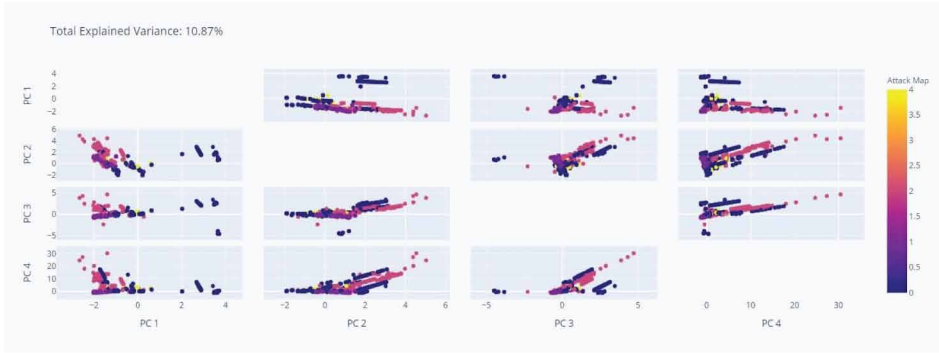 Total Explained Variance: 10.87%
Attack Map
4
3.5
3
2.5
2
1.5
1
0.5
0
PC 1
4
2
0
−2
PC 2
6
4
2
0
−2
PC 3
5
0
−5
PC 4
30
20
10
0
−2 0 2 4
−2 0 2 4 6
−5 0 5
0 10 20 30
PC 1 PC 2 PC 3 PC 4